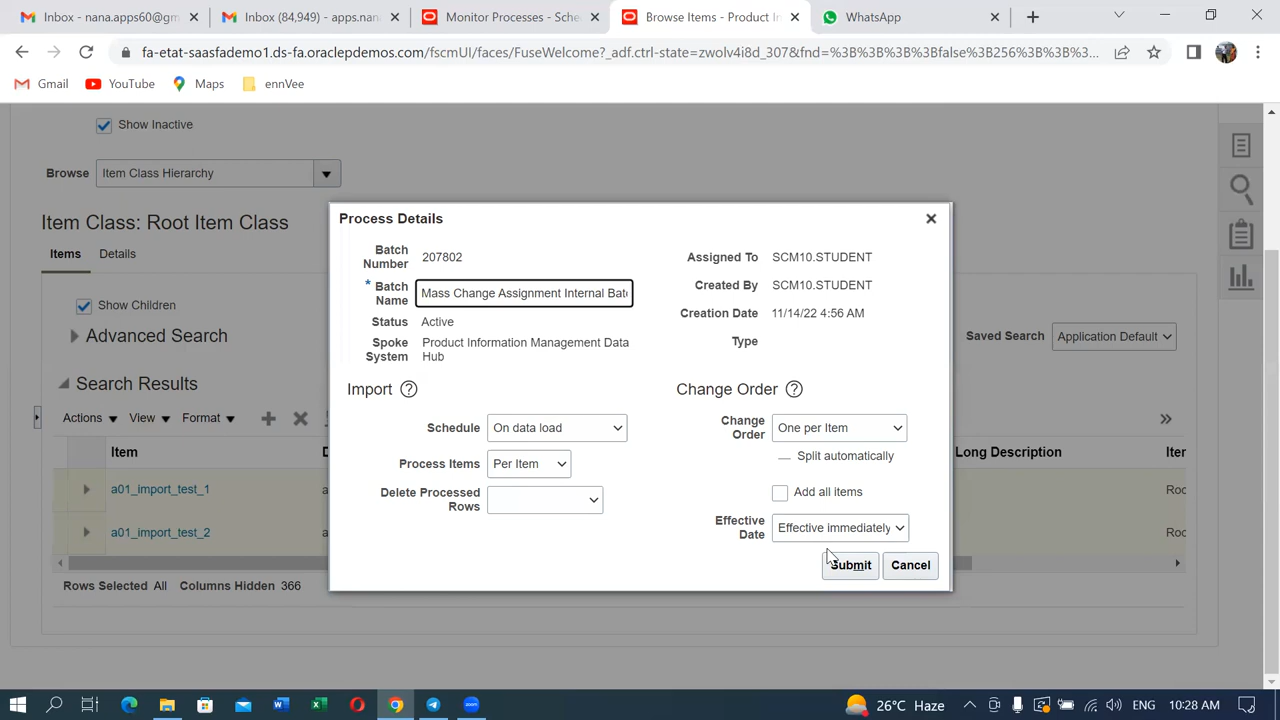 Inbox - nana.apps60@gm
Inbox (84,949) - apps.nan
Monitor Processes - Sche
Browse Items - Product In
WhatsApp
fa-etat-saasfademo1.ds-fa.oraclepdemos.com/fscmUI/faces/FuseWelcome?_adf.ctrl-state=zwolv4iid_307&fnd=%3B%3B%3B%3Bfalse%3B256%3B%3B%3...
Gmail
YouTube
Maps
ennVee
Show Inactive
Browse Item Class Hierarchy
Item Class: Root Item Class
Items Details
Show Children
Advanced Search
Saved Search Application Default
Search Results
Actions View Format
Item
Long Description
a01_import_test_1
a01_import_test_2
Rows Selected All Columns Hidden 366
Process Details
Batch Number 207802
* Batch Name Mass Change Assignment Internal Bat
Status Active
Spoke System Product Information Management Data Hub
Assigned To SCM10.STUDENT
Created By SCM10.STUDENT
Creation Date 11/14/22 4:56 AM
Type
Import
Schedule On data load
Process Items Per Item
Delete Processed Rows
Change Order
Change Order One per Item
Split automatically
Add all items
Effective Date Effective immediately
Submit Cancel
26°C Haze
ENG
10:28 AM